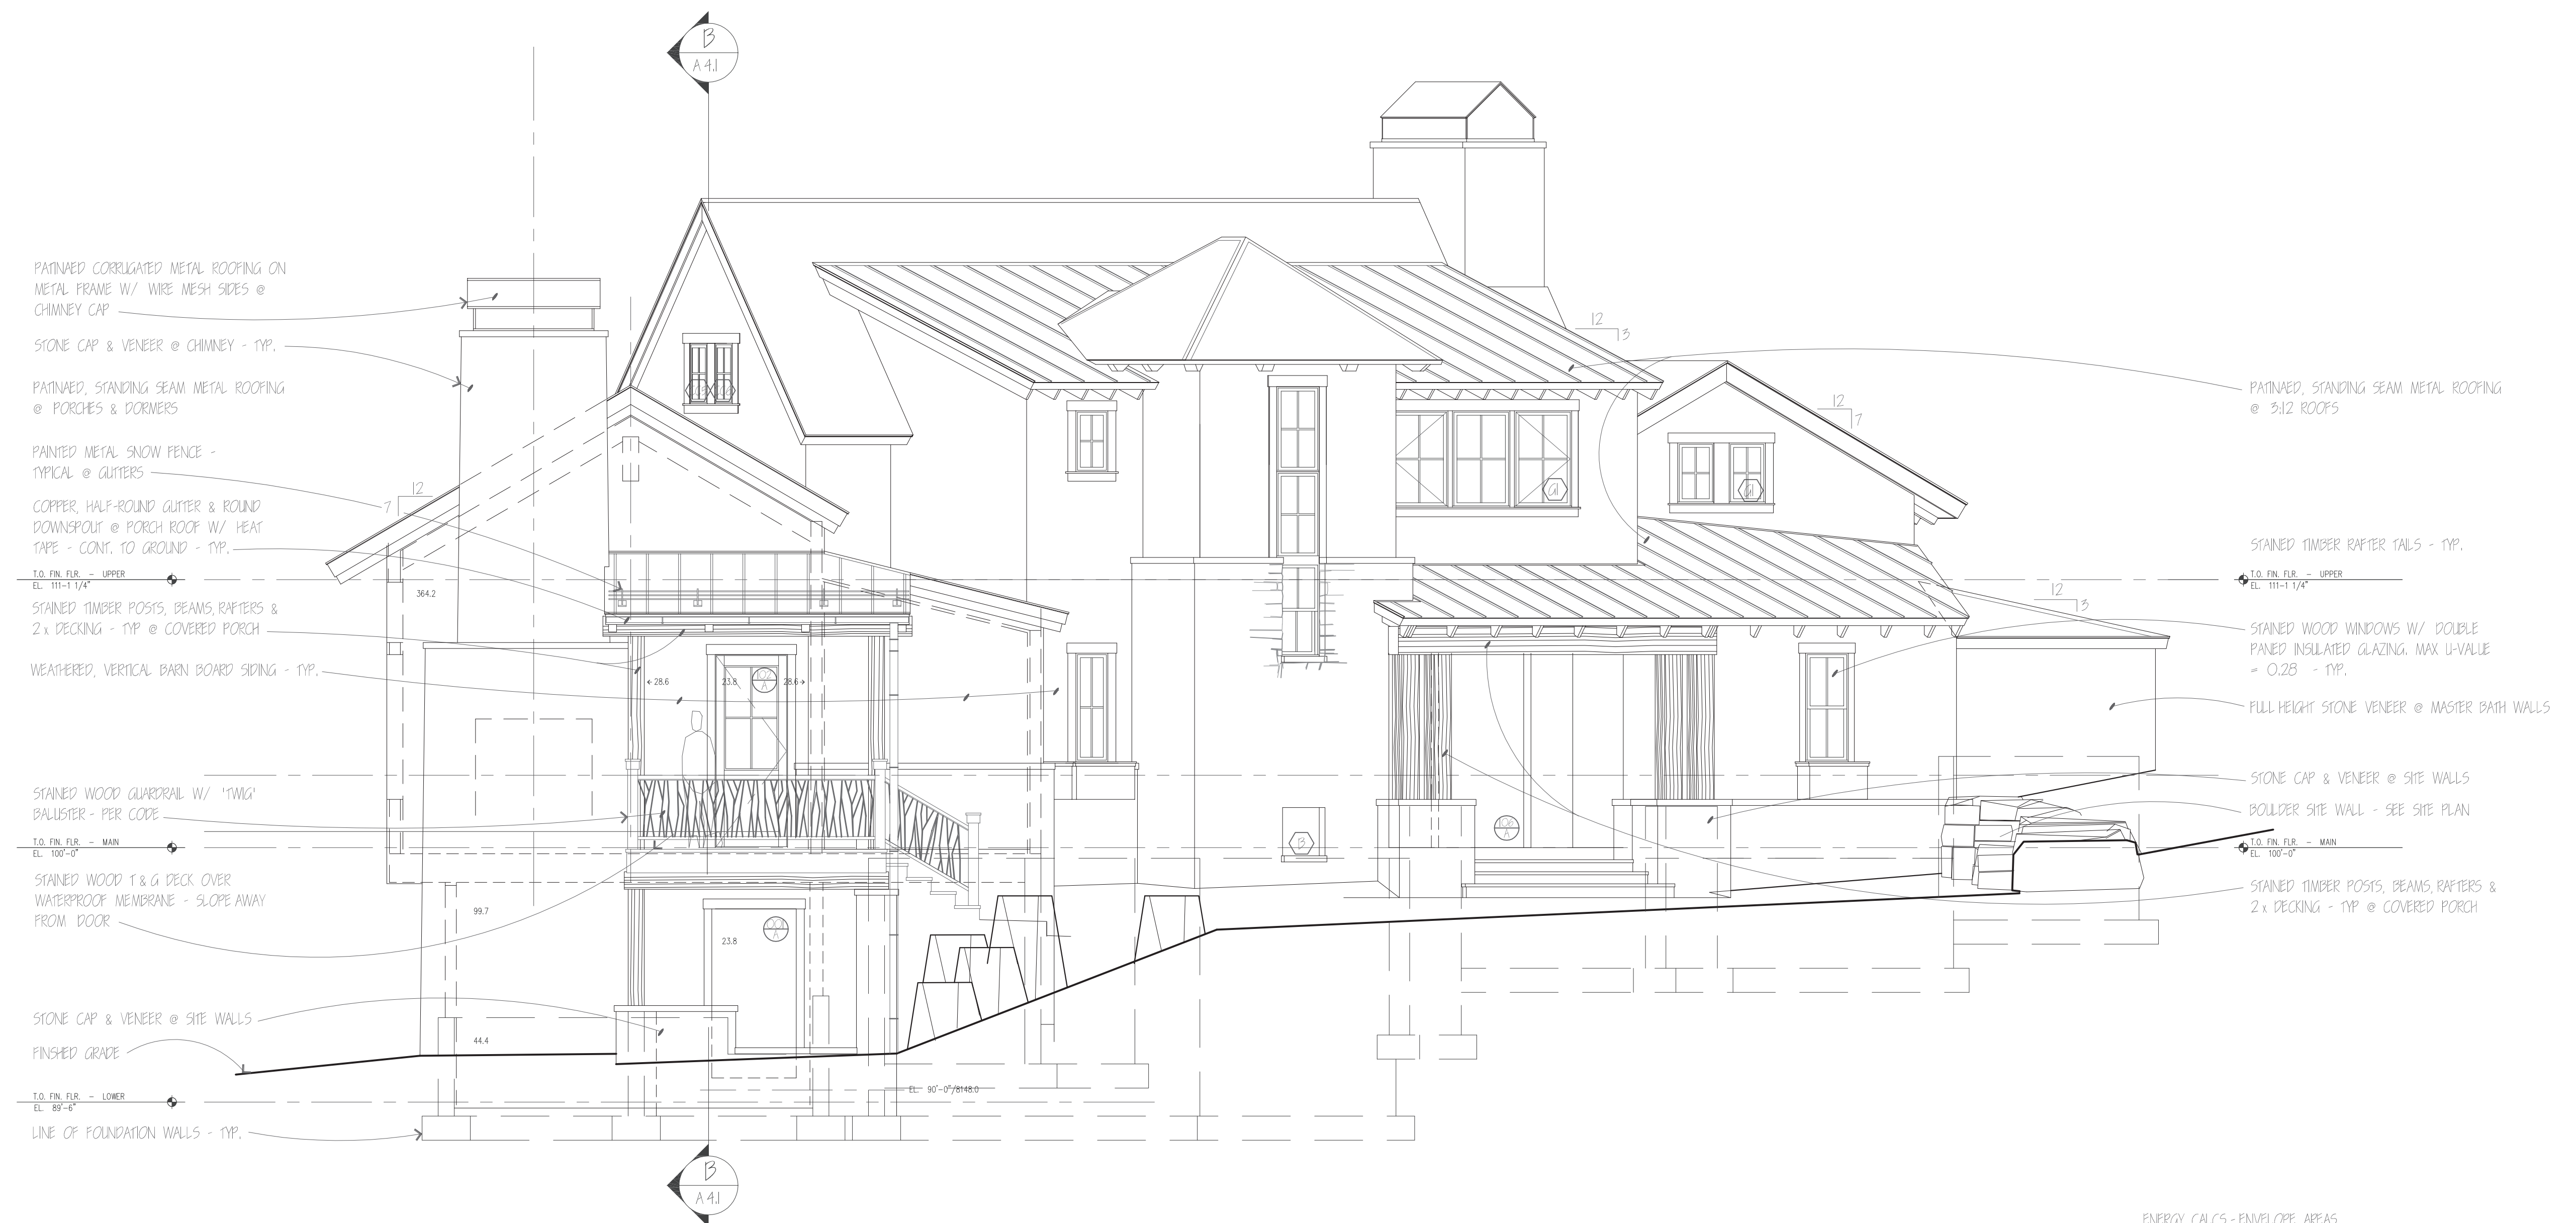 B
A 4.1
PATINAED CORRUGATED METAL ROOFING ON
METAL FRAME W/ WIRE MESH SIDES @
CHIMNEY CAP
STONE CAP & VENEER @ CHIMNEY - TYP.
PATINAED, STANDING SEAM METAL ROOFING
@ PORCHES & DORMERS
PAINTED METAL SNOW FENCE -
TYPICAL @ GUTTERS
COPPER, HALF-ROUND GUTTER & ROUND
DOWNSPOUT @ PORCH ROOF W/ HEAT
TAPE - CONT. TO GROUND - TYP.
T.O. FIN. FLR. - UPPER
EL. 111-1 1/4"
STAINED TIMBER POSTS, BEAMS, RAFTERS &
2 x DECKING - TYP @ COVERED PORCH
WEATHERED, VERTICAL BARN BOARD SIDING - TYP.
STAINED WOOD GUARDRAIL W/ 'TWIG'
BALUSTER - PER CODE
T.O. FIN. FLR. - MAIN
EL. 100'-0"
STAINED WOOD T & G DECK OVER
WATERPROOF MEMBRANE - SLOPE AWAY
FROM DOOR
STONE CAP & VENEER @ SITE WALLS
FINSHED GRADE
T.O. FIN. FLR. - LOWER
EL. 89'-6"
LINE OF FOUNDATION WALLS - TYP.
12
7
364.2
28.6
23.8
102
A
28.6
99.7
23.8
A
44.4
EL. 90'-0"/8148.0
B
106
A
G1
G1
12
3
12
7
12
3
PATINAED, STANDING SEAM METAL ROOFING
@ 3:12 ROOFS
STAINED TIMBER RAFTER TAILS - TYP.
T.O. FIN. FLR. - UPPER
EL. 111-1 1/4"
STAINED WOOD WINDOWS W/ DOUBLE
PANED INSULATED GLAZING. MAX U-VALUE
= 0.28 - TYP.
FULL HEIGHT STONE VENEER @ MASTER BATH WALLS
STONE CAP & VENEER @ SITE WALLS
BOULDER SITE WALL - SEE SITE PLAN
T.O. FIN. FLR. - MAIN
EL. 100'-0"
STAINED TIMBER POSTS, BEAMS, RAFTERS &
2 x DECKING - TYP @ COVERED PORCH
B
A 4.1
ENERGY CALCS - ENVELOPE AREAS